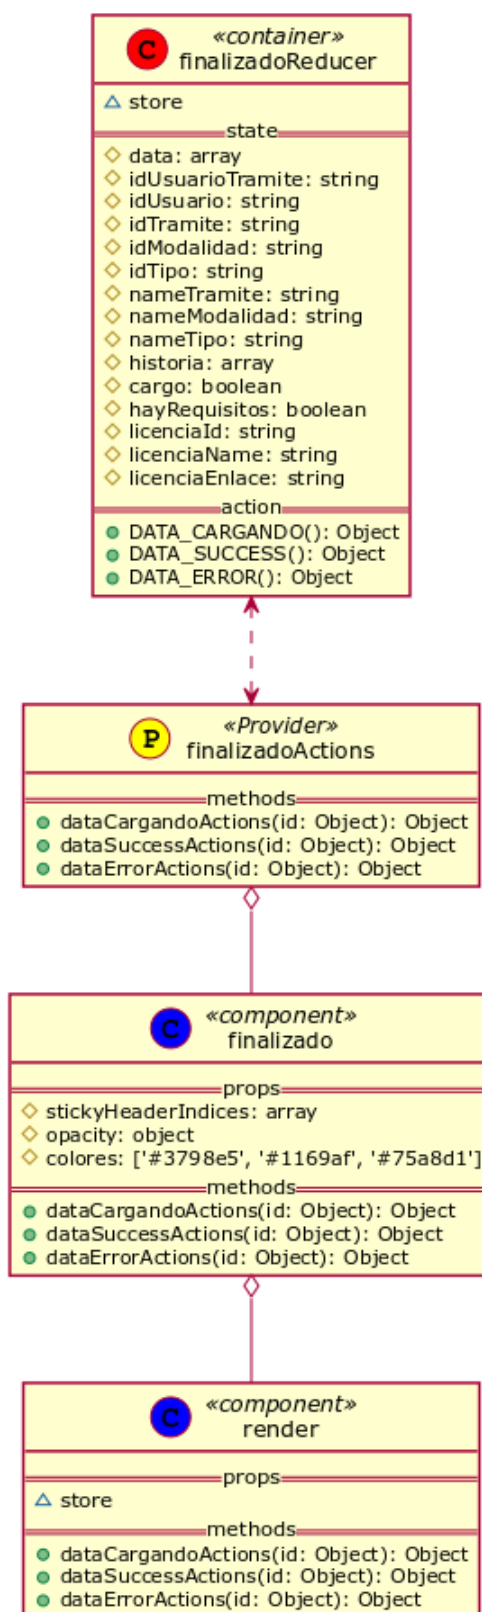 C
«container»
finalizadoReducer
store
state
data: array
idUsuarioTramite: string
idUsuario: string
idTramite: string
idModalidad: string
idTipo: string
nameTramite: string
nameModalidad: string
nameTipo: string
historia: array
cargo: boolean
hayRequisitos: boolean
licenciaId: string
licenciaName: string
licenciaEnlace: string
action
DATA_CARGANDO(): Object
DATA_SUCCESS(): Object
DATA_ERROR(): Object
P
«Provider»
finalizadoActions
methods
dataCargandoActions(id: Object): Object
dataSuccessActions(id: Object): Object
dataErrorActions(id: Object): Object
C
«component»
finalizado
props
stickyHeaderIndices: array
opacity: object
colores: ['#3798e5', '#1169af', '#75a8d1']
methods
dataCargandoActions(id: Object): Object
dataSuccessActions(id: Object): Object
dataErrorActions(id: Object): Object
C
«component»
render
props
store
methods
dataCargandoActions(id: Object): Object
dataSuccessActions(id: Object): Object
dataErrorActions(id: Object): Object